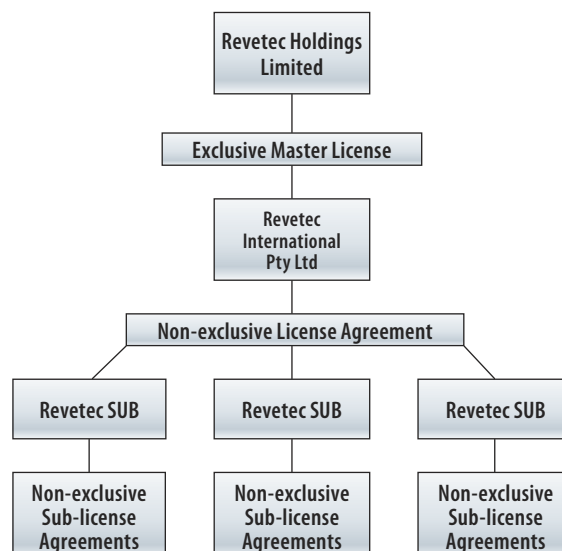 Revetec Holdings
Limited
Exclusive Master License
Revetec
International
Pty Ltd
Non-exclusive License Agreement
Revetec SUB
Revetec SUB
Revetec SUB
Non-exclusive
Sub-license
Agreements
Non-exclusive
Sub-license
Agreements
Non-exclusive
Sub-license
Agreements